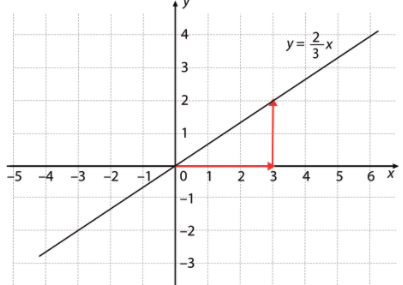 y
4
y = 2/3 x
3
2
1
–5 –4 –3 –2 –1 0 1 2 3 4 5 6 x
–1
–2
–3